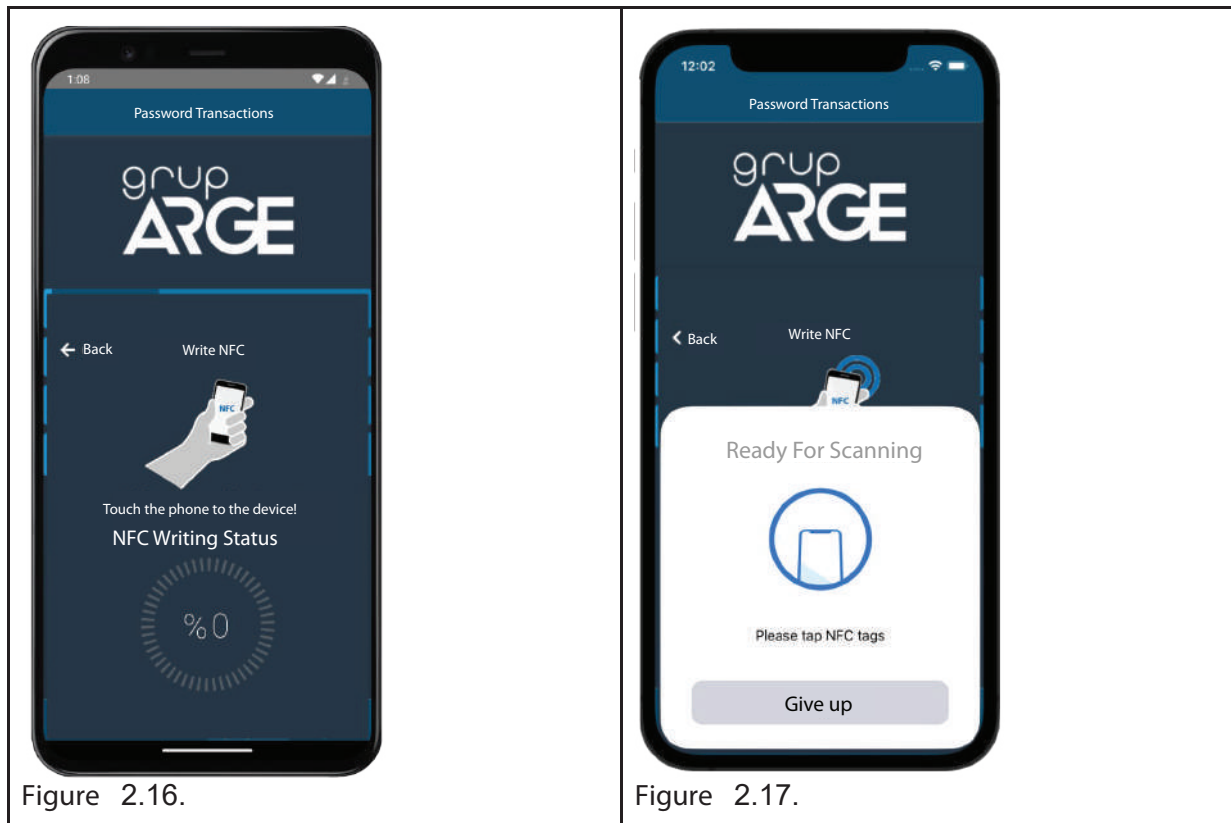 1:08
Password Transactions
grup
ARGE
← Back
Write NFC
NFC
Touch the phone to the device!
NFC Writing Status
%0
Figure 2.16.
12:02
Password Transactions
grup
ARGE
Back
Write NFC
NFC
Ready For Scanning
Please tap NFC tags
Give up
Figure 2.17.